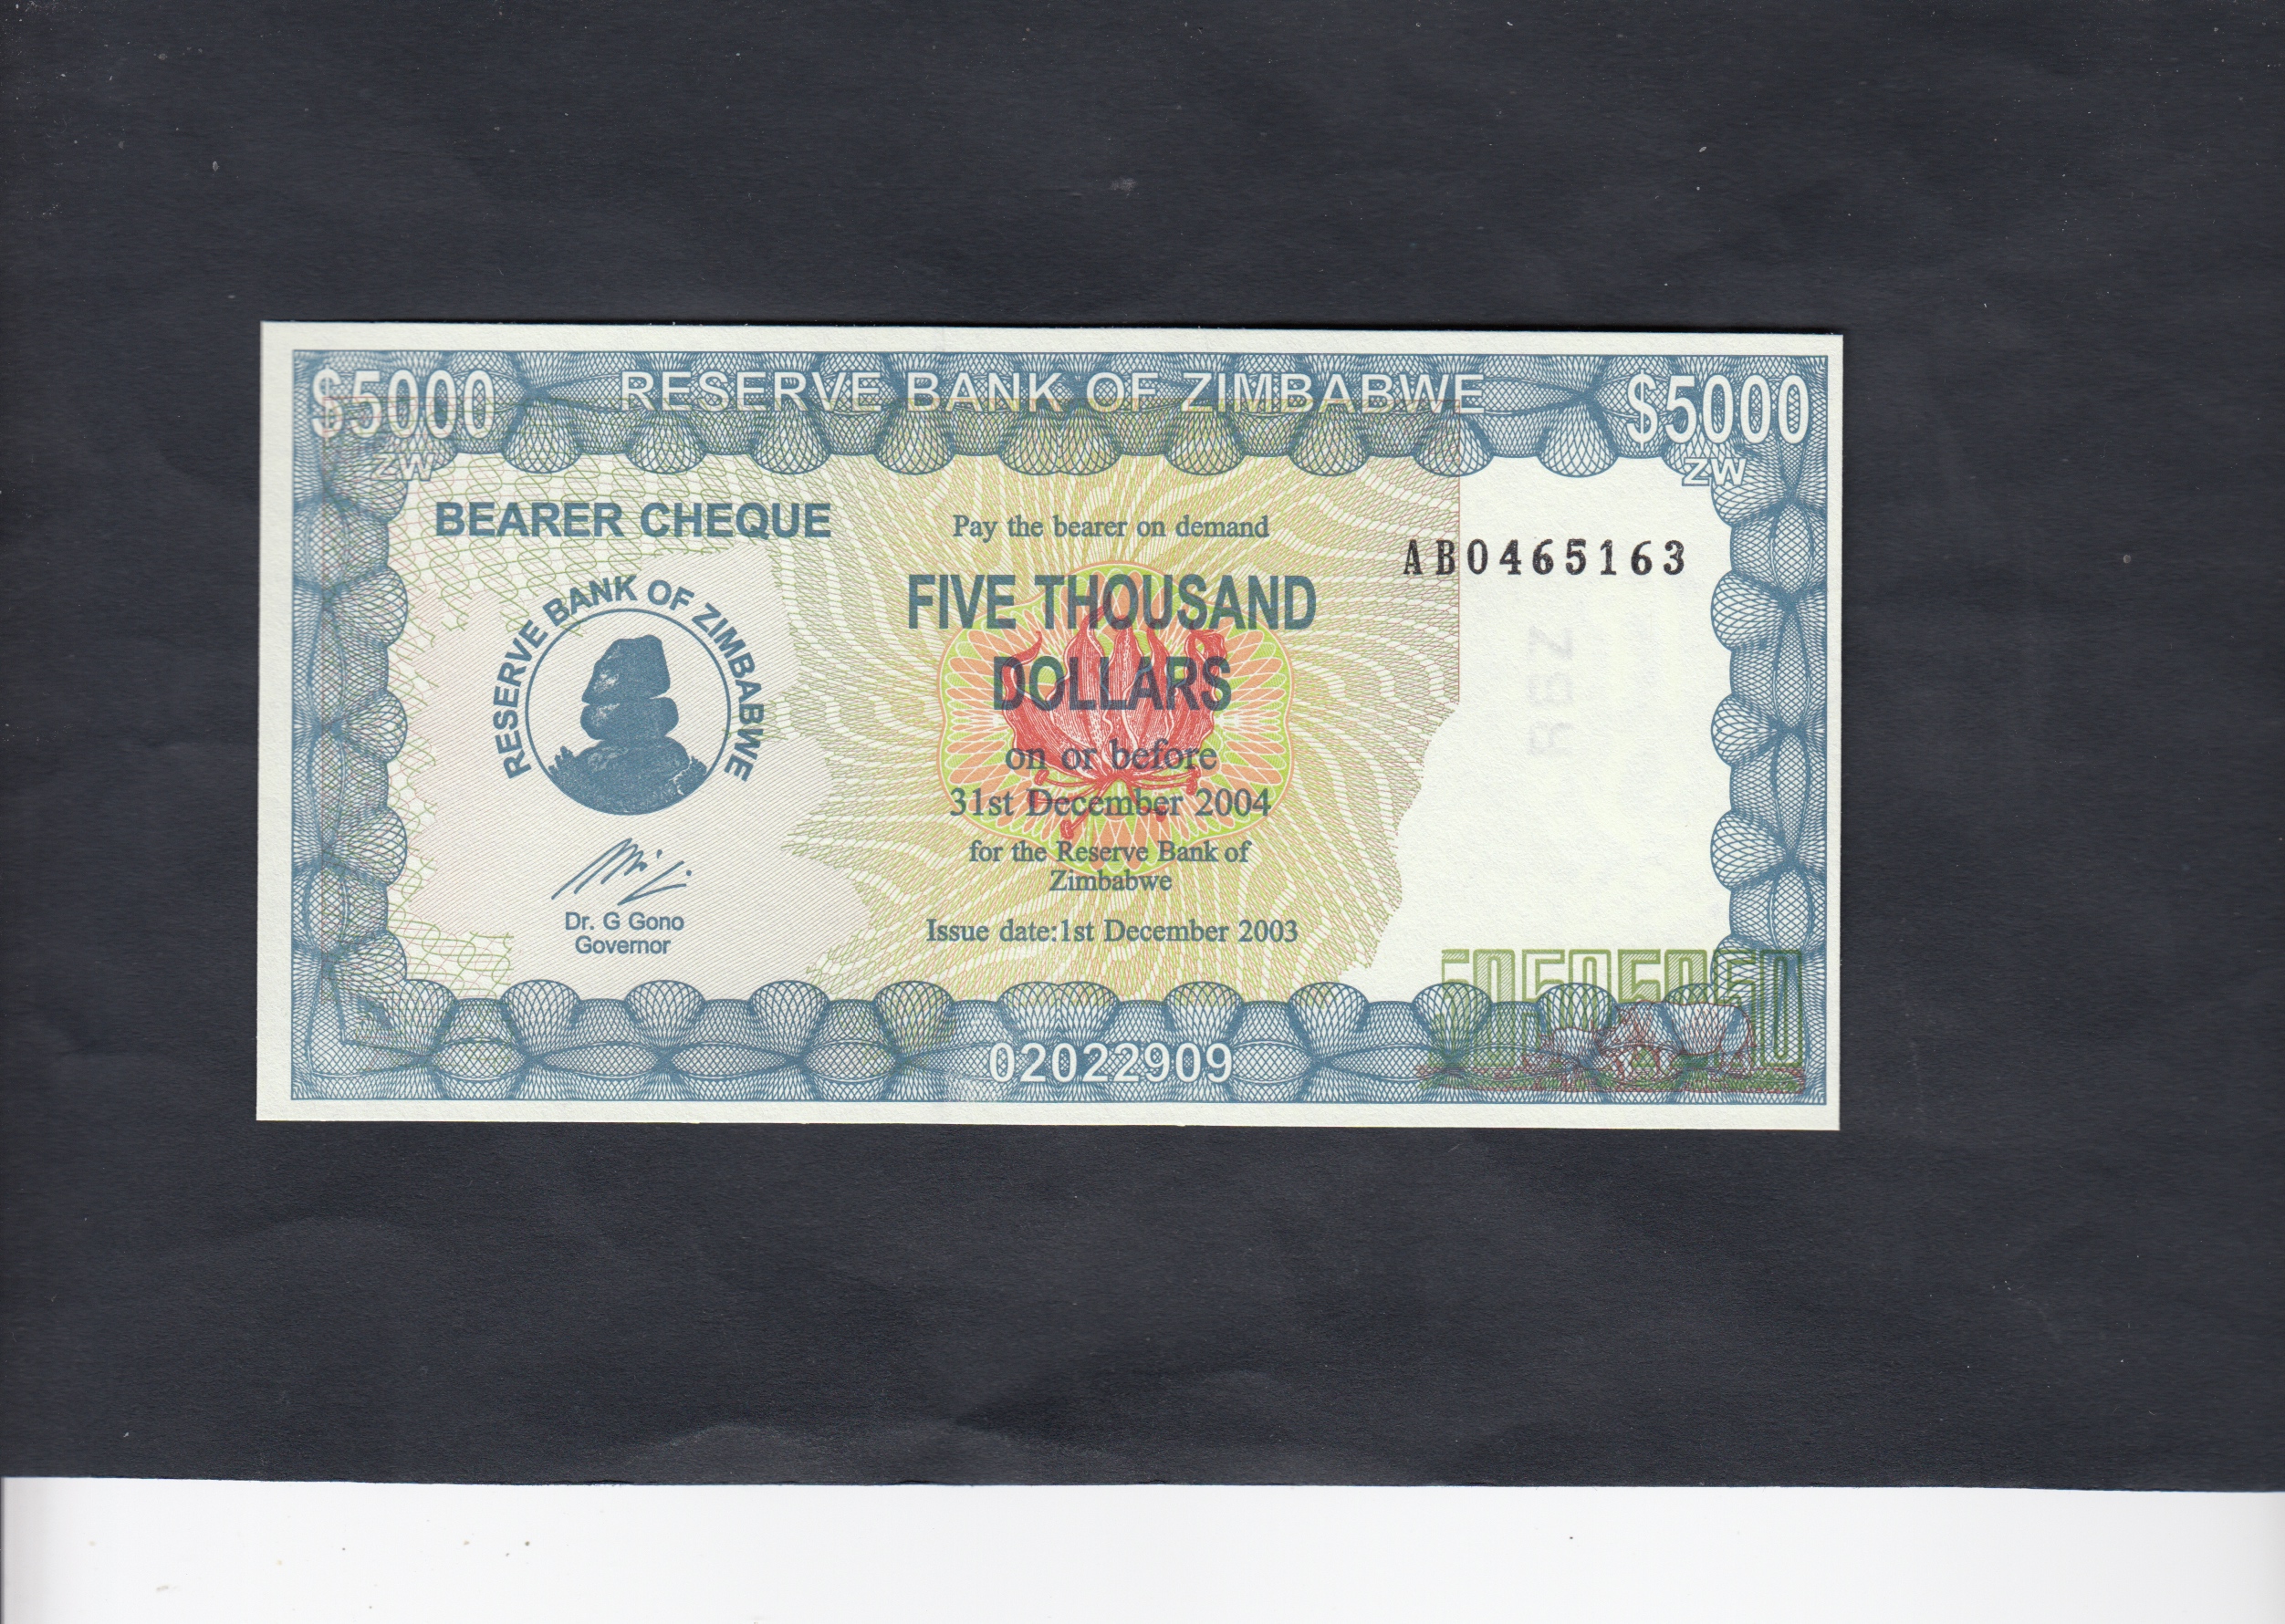 $5000
RESERVE BANK OF ZIMBABWE
$5000
ZW
ZW
BEARER CHEQUE
Pay the bearer on demand
AB0465163
FIVE THOUSAND
DOLLARS
RESERVE BANK OF ZIMBABWE
RBZ
on or before
31st December 2004
for the Reserve Bank of
Zimbabwe
Dr. G Gono
Governor
Issue date:1st December 2003
50505050
02022909